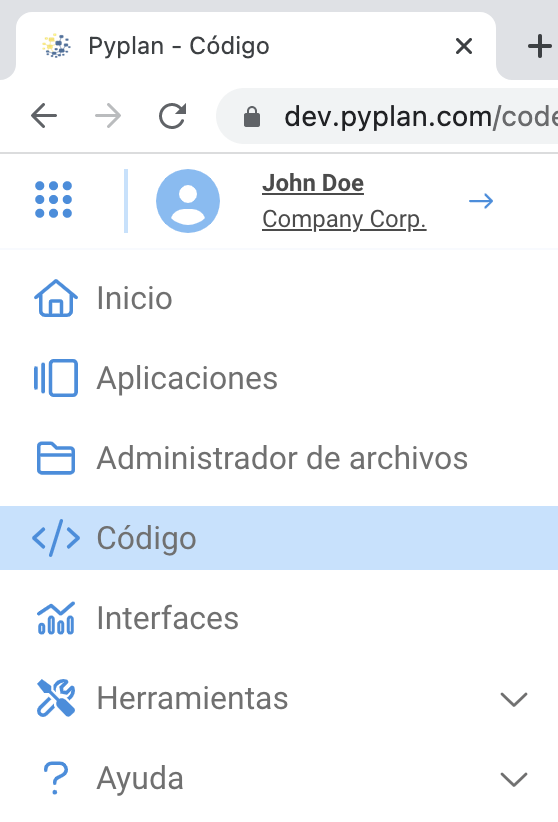 Pyplan - Código
dev.pyplan.com/code
John Doe
Company Corp.
Inicio
Aplicaciones
Administrador de archivos
Código
Interfaces
Herramientas
Ayuda